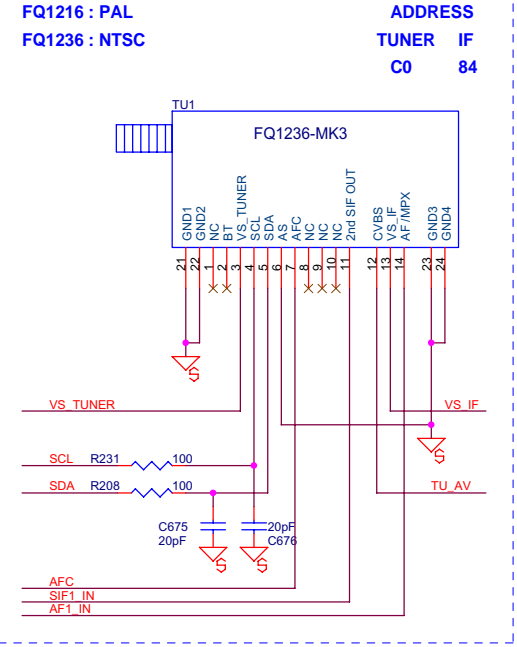 FQ1216 : PAL ADDRESS
FQ1236 : NTSC TUNER IF
C0 84
TU1
FQ1236-MK3
GND1
GND2
NC
BT
VS_TUNER
SCL
SDA
AS
AFC
NC
NC
NC
2nd SIF OUT
CVBS
VS_IF
AF /MPX
GND3
GND4
21
22
1
2
3
4
5
6
7
8
9
10
11
12
13
14
23
24
S
VS_TUNER VS_IF
S
SCL R231 100
SDA R208 100 TU_AV
C675 20pF
20pF C676
S S
AFC
SIF1_IN
AF1_IN